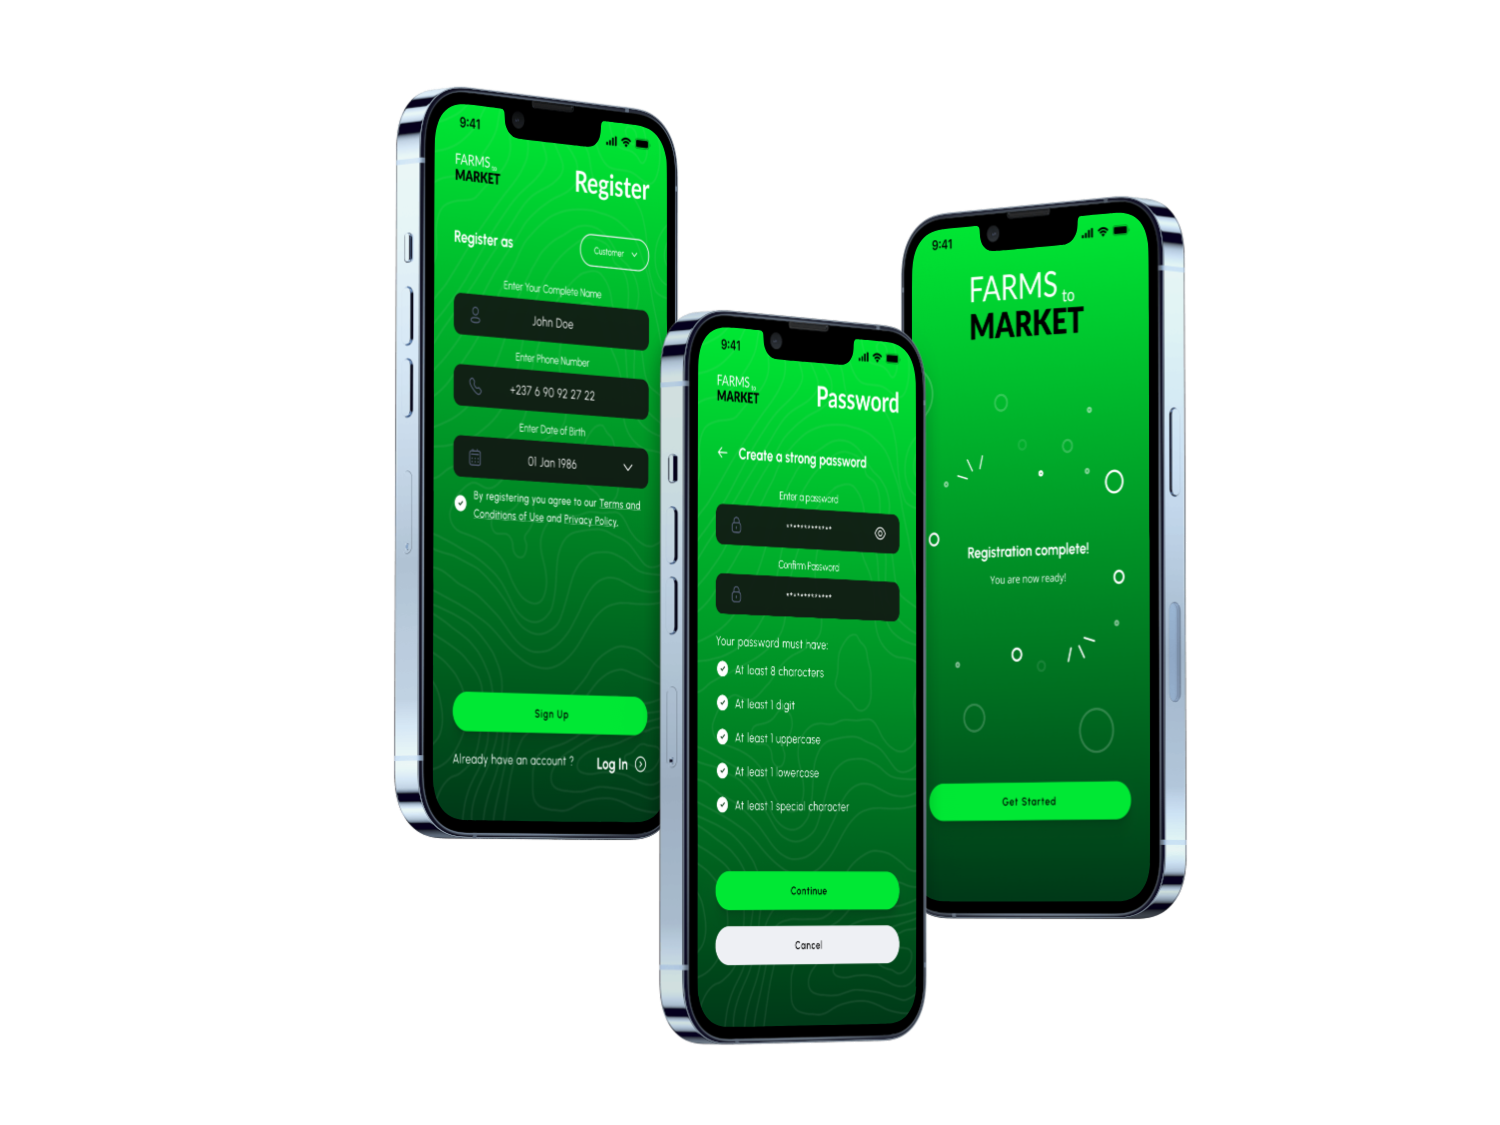 9:41
FARMS to
MARKET
Register
Register as
Customer
Enter Your Complete Name
John Doe
Enter Phone Number
+237 6 90 92 27 22
Enter Date of Birth
01 Jan 1986
By registering you agree to our Terms and
Conditions of Use and Privacy Policy.
Sign Up
Already have an account ?
Log In
9:41
FARMS to
MARKET
Password
Create a strong password
Enter a password
*************
Confirm Password
*************
Your password must have:
At least 8 characters
At least 1 digit
At least 1 uppercase
At least 1 lowercase
At least 1 special character
Continue
Cancel
9:41
FARMS to
MARKET
Registration complete!
You are now ready!
Get Started